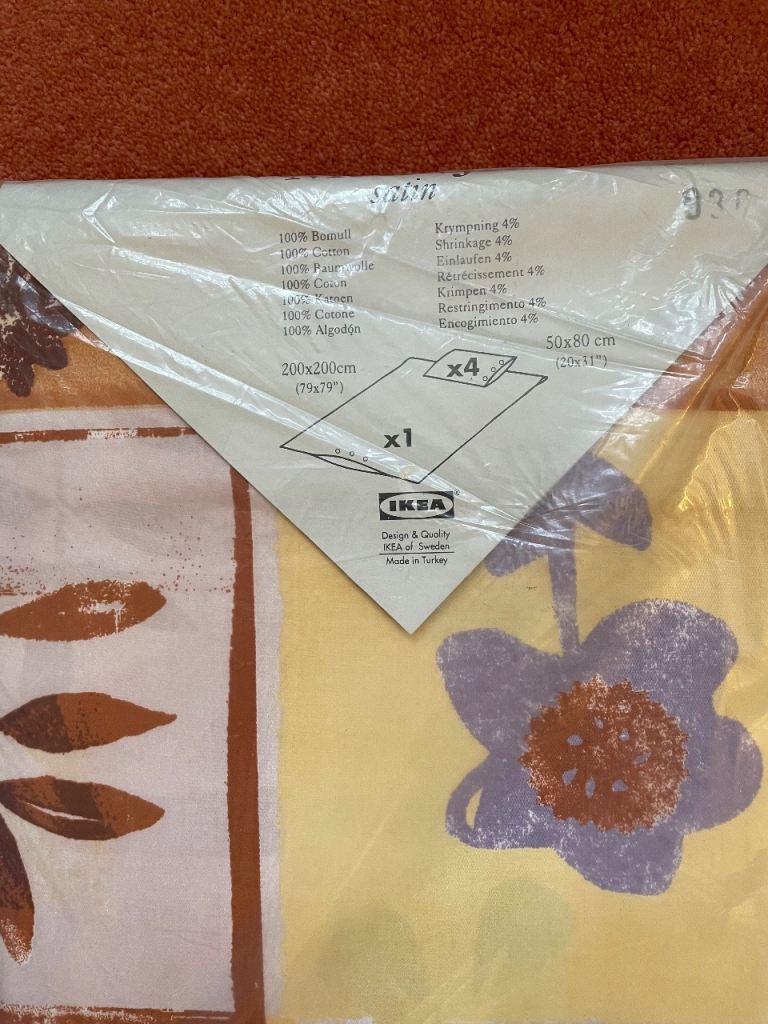 satin
100% Bomull
100% Cotton
100% Baumwolle
100% Coton
100% Katoen
100% Cotone
100% Algodón
Krympning 4%
Shrinkage 4%
Einlaufen 4%
Rétrécissement 4%
Krimpen 4%
Restringimento 4%
Encogimiento 4%
200x200cm
(79x79")
50x80 cm
(20x31")
x4
x1
IKEA®
Design & Quality
IKEA of Sweden
Made in Turkey